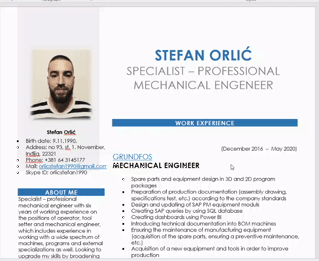 STEFAN ORLIĆ
SPECIALIST – PROFESSIONAL
MECHANICAL ENGENEER
Stefan Orlić
Birth date: 9.11.1990.
Address: no 93, st. 1. November,
Inđija, 22321
Phone: +381 64 3145177
Mail: orlicstefan1990@gmail.com
Skype ID: orlicstefan1990
ABOUT ME
Specialist – professional
mechanical engineer with six
years of working experience on
the positions of operator, tool
setter and mechanical engineer,
which includes experience in
working with a wide spectrum of
machines, programs and external
specializations as well. Looking to
upgrade my skills by broadening
WORK EXPERIENCE
(December 2016 – May 2020)
GRUNDFOS
MECHANICAL ENGINEER
Spare parts and equipment design in 3D and 2D program
packages
Preparation of production documentation (assembly drawing,
specifications test, etc.) according to the company standards
Design and updating of SAP PM equipment moduls
Creating SAP queries by using SQL database
Creating dashboards using Power BI
Introducing technical documentation into BOM machines
Ensuring the maintenance of manufacturing equipment
(acquisition of the spare parts, ensuring a preventive maintenance,
etc.)
Acquisition of a new equipment and tools in order to improve
production